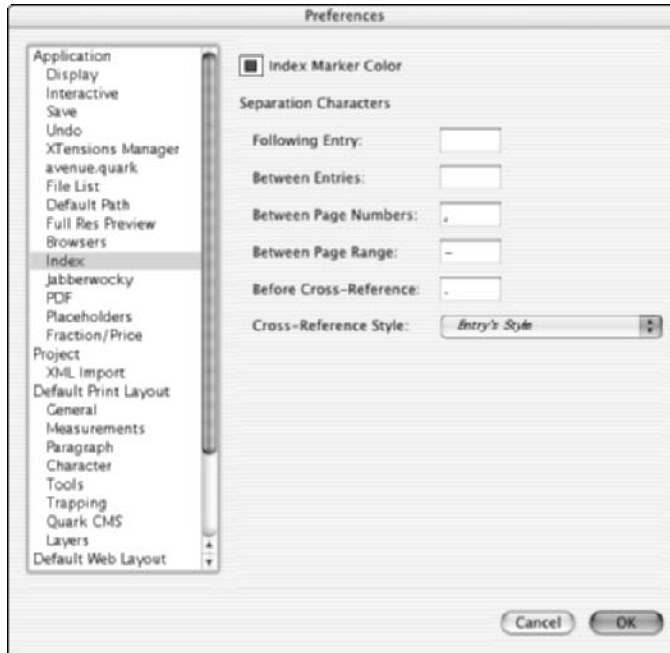 Preferences
Application
Display
Interactive
Save
Undo
XTensions Manager
avenue.quark
File List
Default Path
Full Res Preview
Browsers
Index
Jabberwocky
PDF
Placeholders
Fraction/Price
Project
XML Import
Default Print Layout
General
Measurements
Paragraph
Character
Tools
Trapping
Quark CMS
Layers
Default Web Layout
Index Marker Color
Separation Characters
Following Entry:
Between Entries:
Between Page Numbers: ,
Between Page Range: –
Before Cross-Reference: .
Cross-Reference Style: Entry's Style
Cancel OK